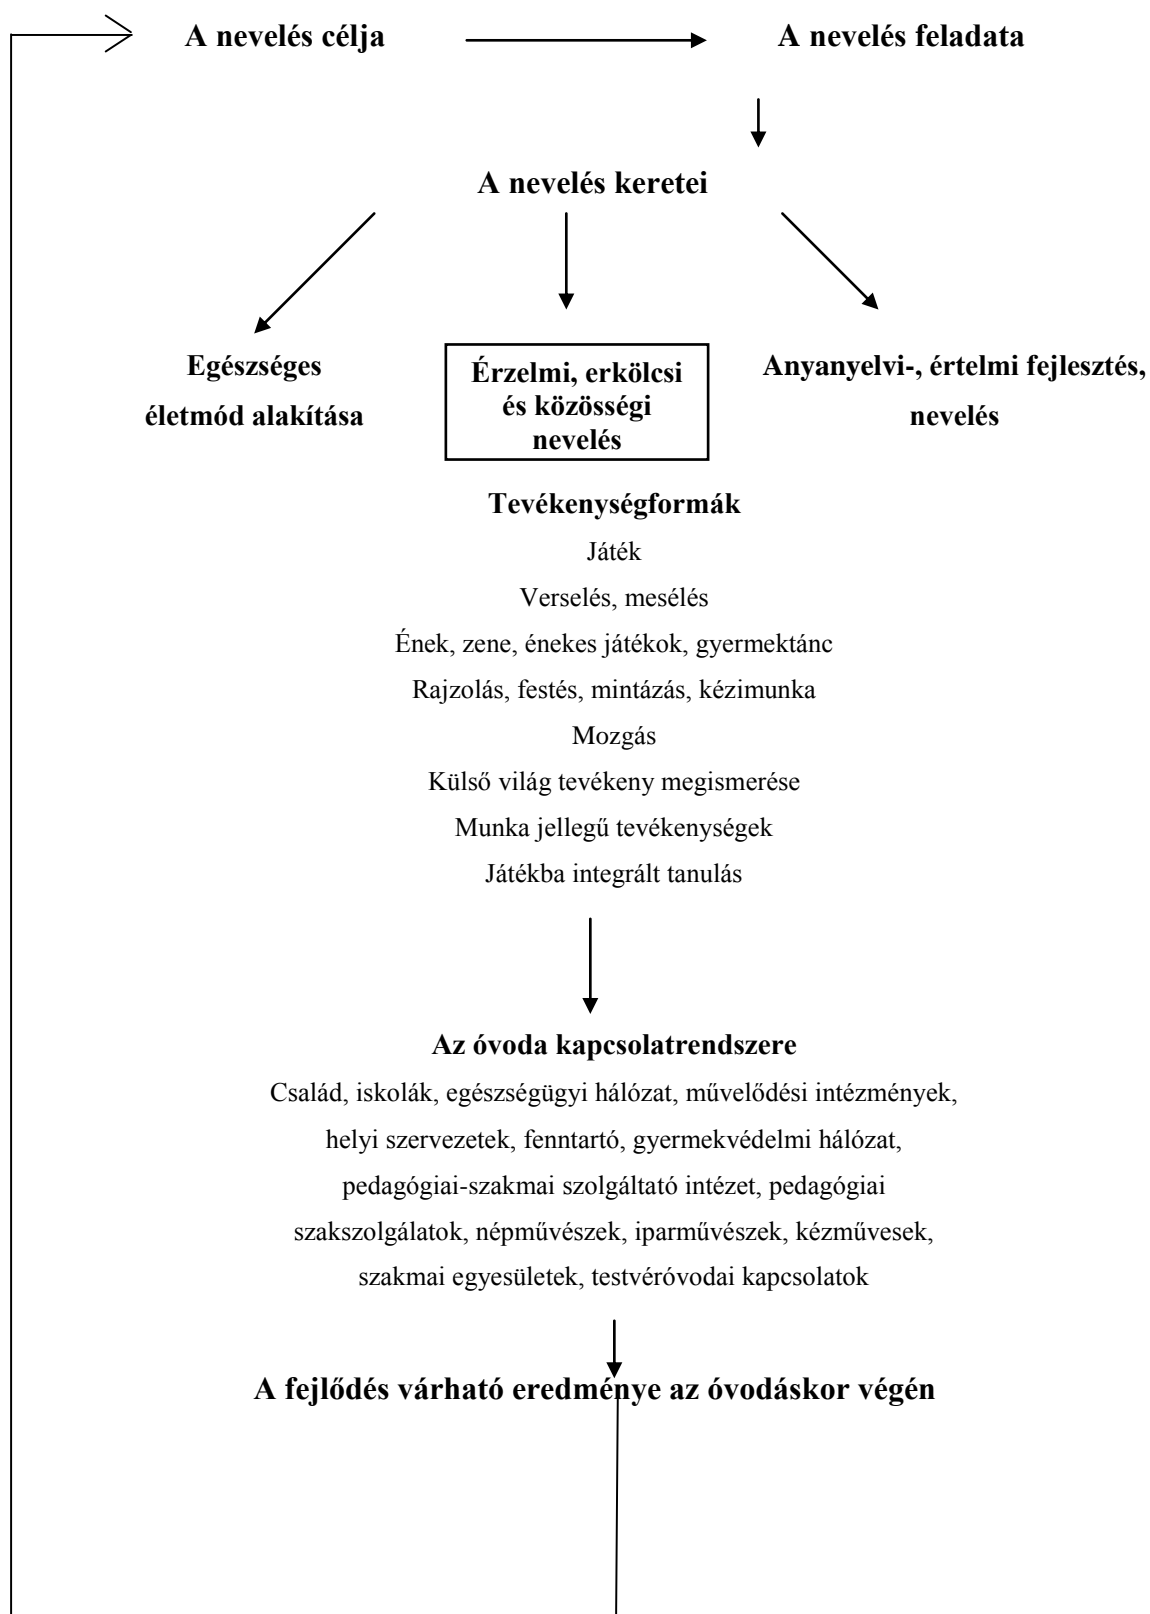 A nevelés célja
A nevelés feladata
A nevelés keretei
Egészséges
életmód alakítása
Érzelmi, erkölcsi
és közösségi
nevelés
Anyanyelvi-, értelmi fejlesztés,
nevelés
Tevékenységformák
Játék
Verselés, mesélés
Ének, zene, énekes játékok, gyermektánc
Rajzolás, festés, mintázás, kézimunka
Mozgás
Külső világ tevékeny megismerése
Munka jellegű tevékenységek
Játékba integrált tanulás
Az óvoda kapcsolatrendszere
Család, iskolák, egészségügyi hálózat, művelődési intézmények,
helyi szervezetek, fenntartó, gyermekvédelmi hálózat,
pedagógiai-szakmai szolgáltató intézet, pedagógiai
szakszolgálatok, népművészek, iparművészek, kézművesek,
szakmai egyesületek, testvéróvodai kapcsolatok
A fejlődés várható eredménye az óvodáskor végén